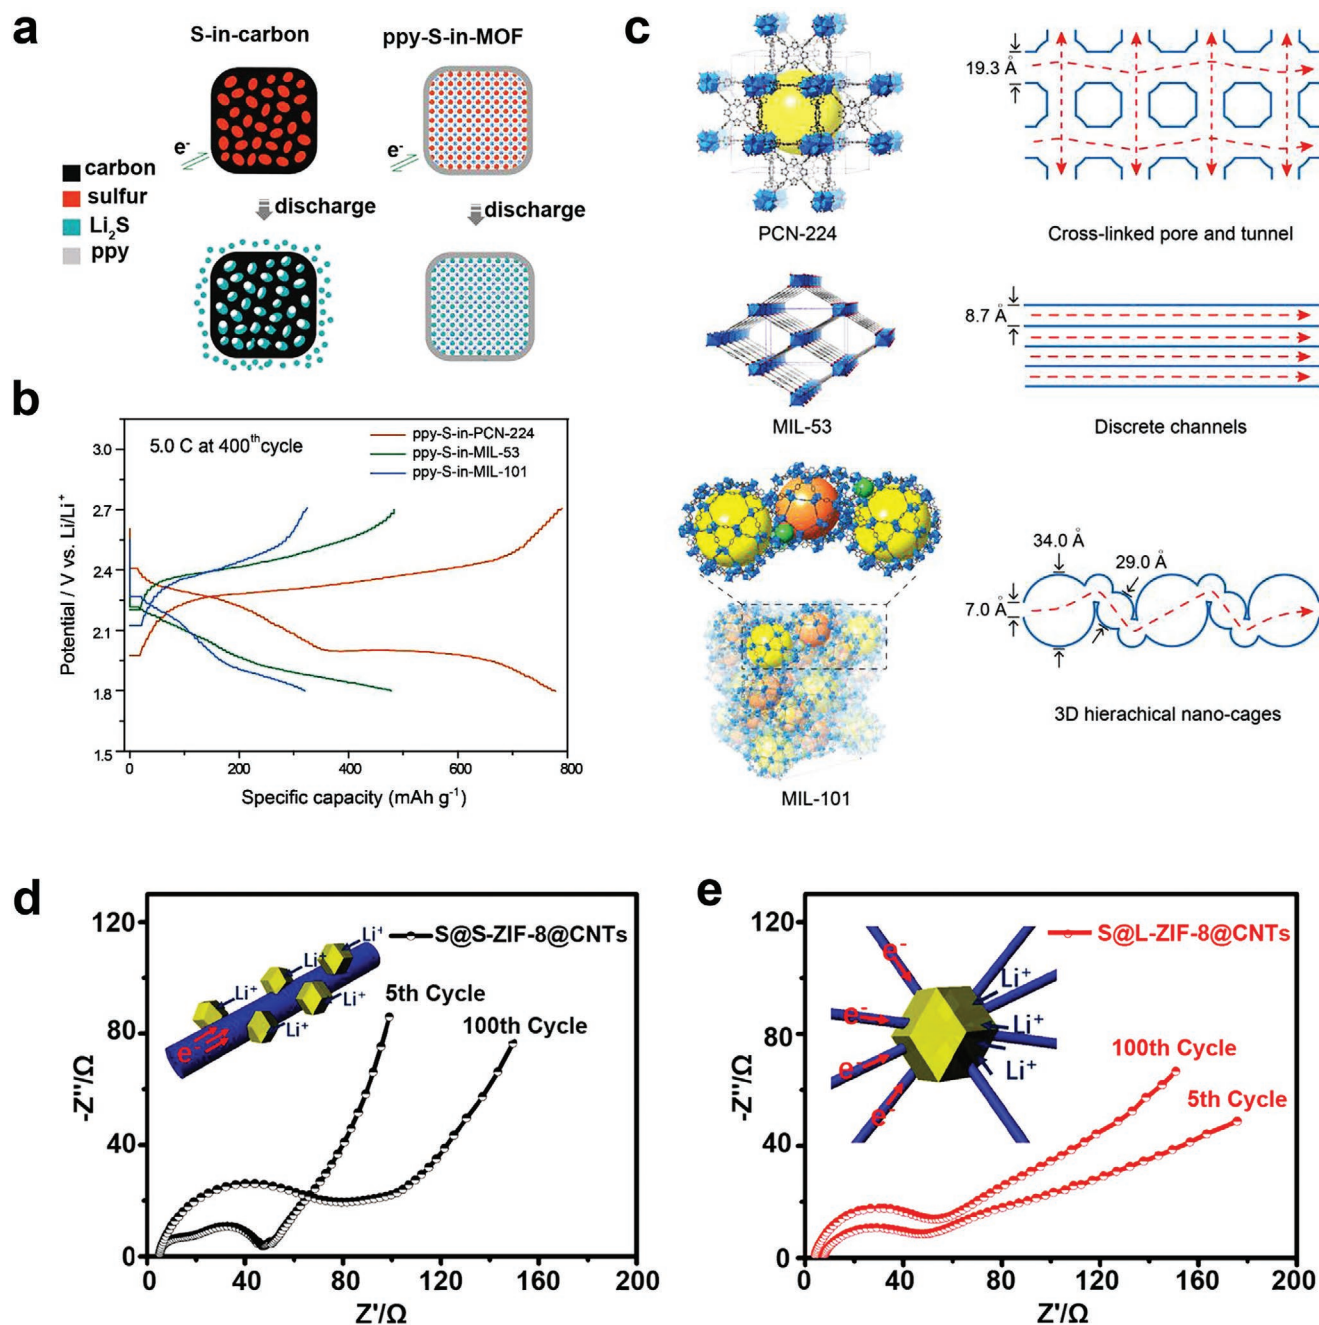 a
S-in-carbon
ppy-S-in-MOF
e-
e-
carbon
sulfur
Li2S
ppy
discharge
discharge
b
5.0 C at 400th cycle
ppy-S-in-PCN-224
ppy-S-in-MIL-53
ppy-S-in-MIL-101
Potential / V vs. Li/Li+
3.0
2.7
2.4
2.1
1.8
1.5
0
200
400
600
800
Specific capacity (mAh g-1)
c
19.3 Å
PCN-224
Cross-linked pore and tunnel
8.7 Å
MIL-53
Discrete channels
34.0 Å
29.0 Å
7.0 Å
3D hierachical nano-cages
MIL-101
d
S@S-ZIF-8@CNTs
Li+
Li+
Li+
Li+
Li+
e-
5th Cycle
100th Cycle
-Z''/Ω
120
80
40
0
0
40
80
120
160
200
Z'/Ω
e
S@L-ZIF-8@CNTs
e-
e-
e-
e-
Li+
Li+
Li+
100th Cycle
5th Cycle
-Z''/Ω
120
80
40
0
0
40
80
120
160
200
Z'/Ω